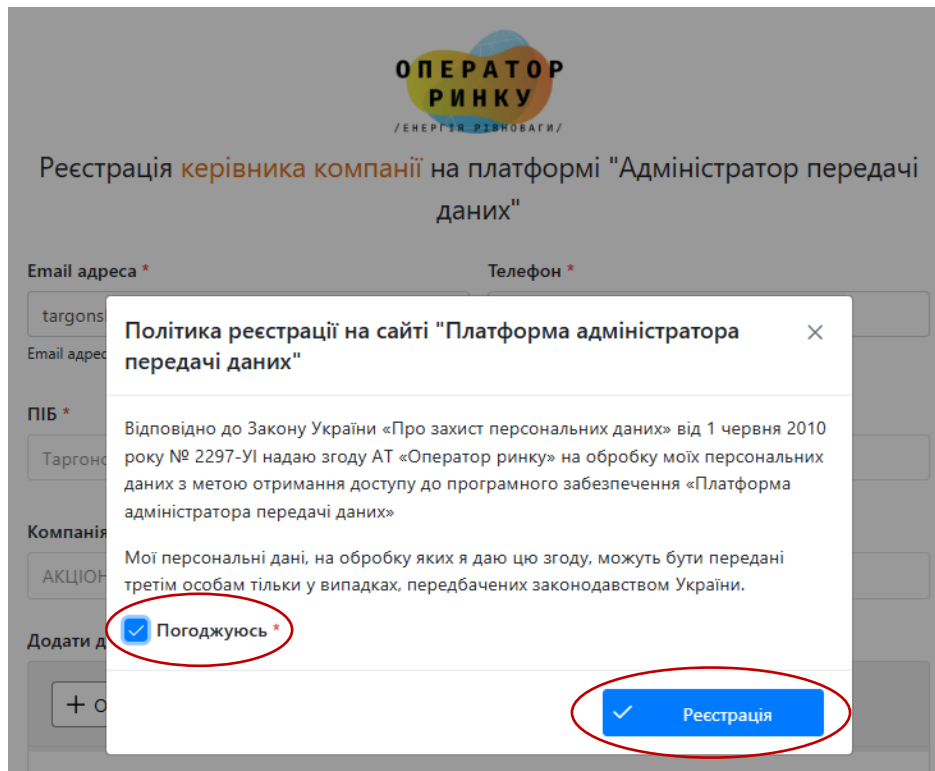 ОПЕРАТОР
РИНКУ
/ЕНЕРГІЯ РІВНОВАГИ/
Реєстрація керівника компанії на платформі "Адміністратор передачі
даних"
Email адреса * Телефон *
targons
Email адрес
Політика реєстрації на сайті "Платформа адміністратора
передачі даних"
ПІБ *
Таргоно
Відповідно до Закону України «Про захист персональних даних» від 1 червня 2010
року № 2297-УІ надаю згоду АТ «Оператор ринку» на обробку моїх персональних
даних з метою отримання доступу до програмного забезпечення «Платформа
адміністратора передачі даних»
Компанія
АКЦІОН
Мої персональні дані, на обробку яких я даю цю згоду, можуть бути передані
третім особам тільки у випадках, передбачених законодавством України.
Погоджуюсь *
Додати д
+ О
Реєстрація